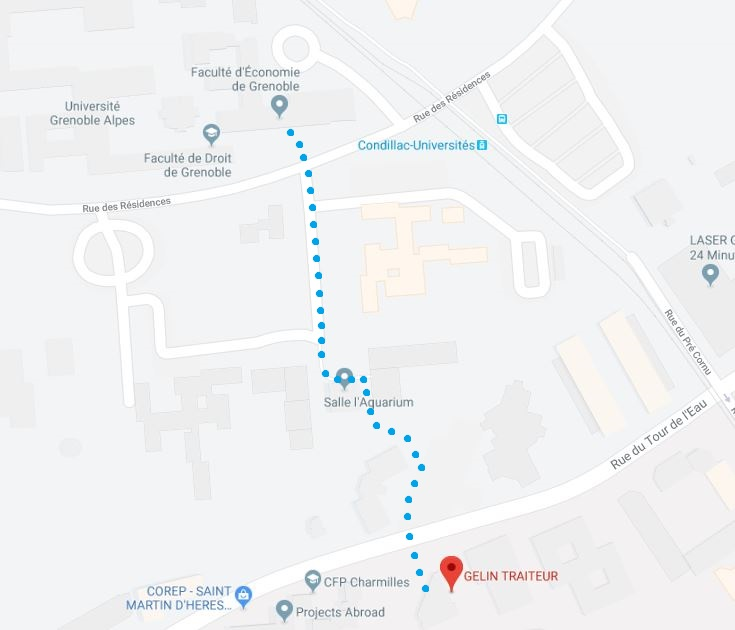 Faculté d'Économie
de Grenoble
Université
Grenoble Alpes
Rue des Résidences
Condillac-Universités
Faculté de Droit
de Grenoble
Rue des Résidences
LASER
24 Minu
Rue du Pré Cornu
Salle l'Aquarium
Rue du Tour de l'Eau
GELIN TRAITEUR
CFP Charmilles
COREP - SAINT
MARTIN D'HERES...
Projects Abroad